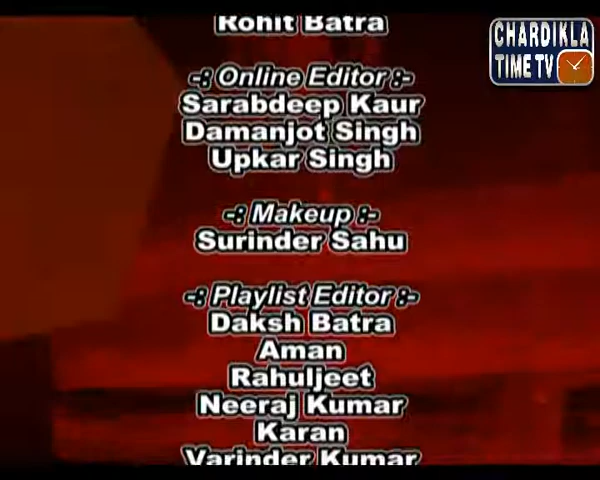 Rohit Batra
CHARDIKLA
TIME TV
-: Online Editor :-
Sarabdeep Kaur
Damanjot Singh
Upkar Singh
-: Makeup :-
Surinder Sahu
-: Playlist Editor :-
Daksh Batra
Aman
Rahuljeet
Neeraj Kumar
Karan
Varinder Kumar